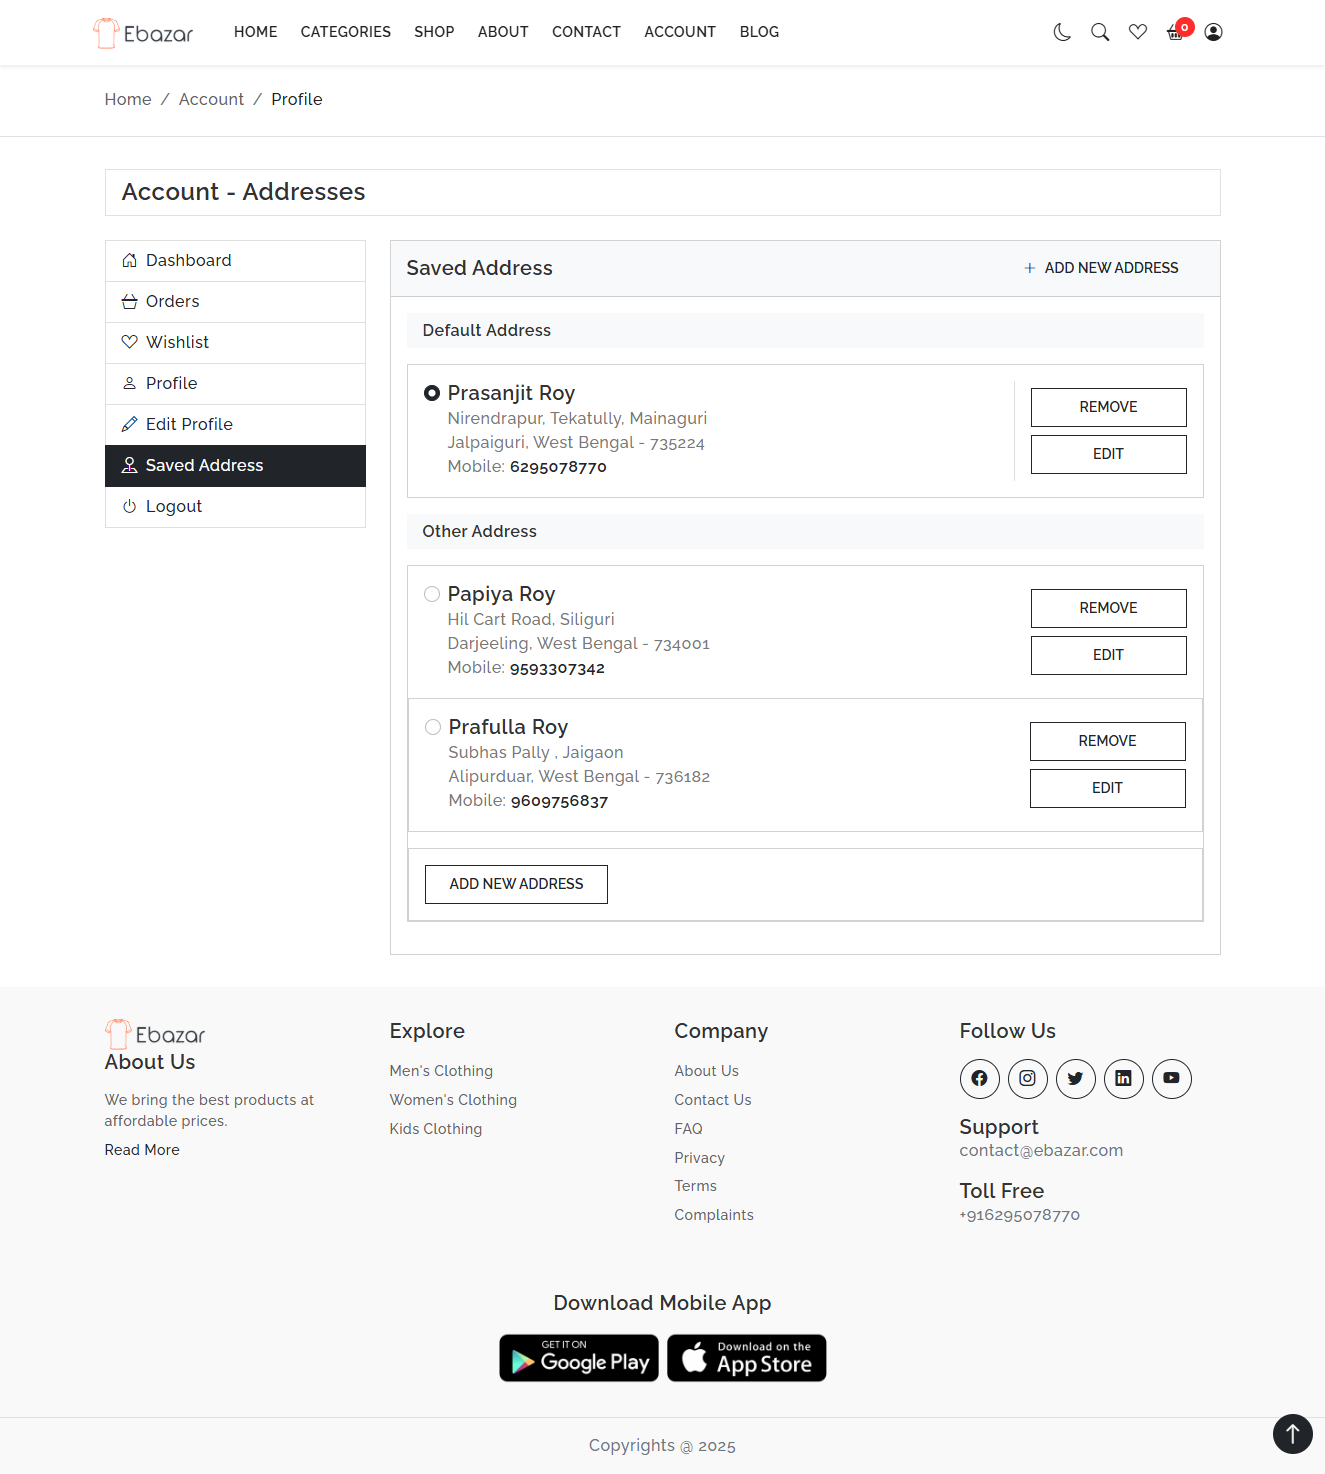 Ebazar
HOME CATEGORIES SHOP ABOUT CONTACT ACCOUNT BLOG
0
Home / Account / Profile
Account - Addresses
Dashboard
Orders
Wishlist
Profile
Edit Profile
Saved Address
Logout
Saved Address
+ ADD NEW ADDRESS
Default Address
Prasanjit Roy
Nirendrapur, Tekatully, Mainaguri
Jalpaiguri, West Bengal - 735224
Mobile: 6295078770
REMOVE
EDIT
Other Address
Papiya Roy
Hil Cart Road, Siliguri
Darjeeling, West Bengal - 734001
Mobile: 9593307342
REMOVE
EDIT
Prafulla Roy
Subhas Pally , Jaigaon
Alipurduar, West Bengal - 736182
Mobile: 9609756837
REMOVE
EDIT
ADD NEW ADDRESS
Ebazar
About Us
We bring the best products at
affordable prices.
Read More
Explore
Men's Clothing
Women's Clothing
Kids Clothing
Company
About Us
Contact Us
FAQ
Privacy
Terms
Complaints
Follow Us
Support
contact@ebazar.com
Toll Free
+916295078770
Download Mobile App
GET IT ON
Google Play
Download on the
App Store
Copyrights @ 2025